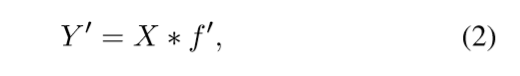 Y′ = X ∗ f′, (2)